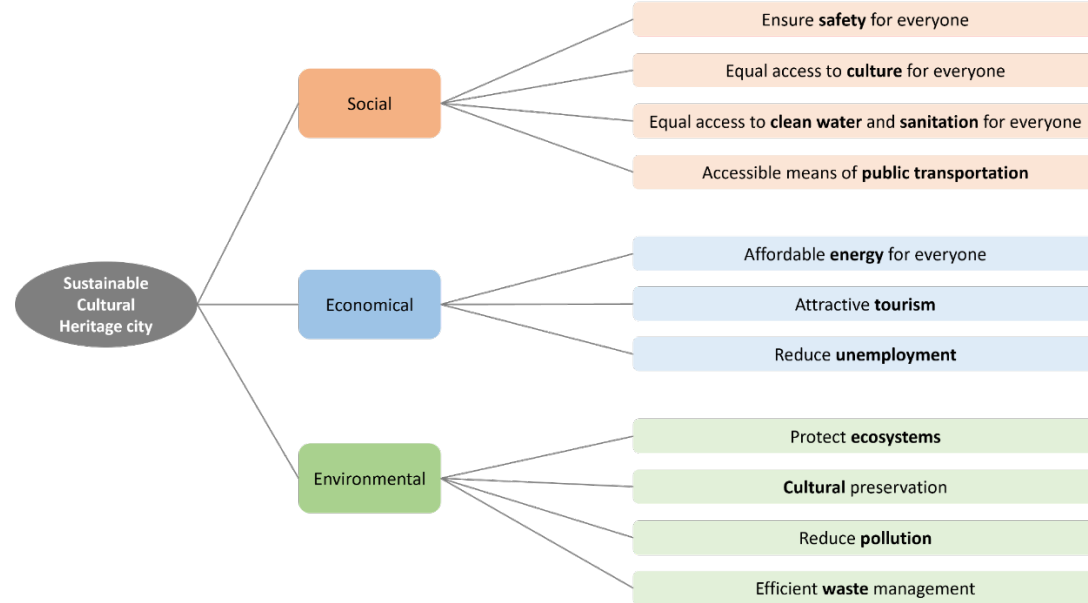 Sustainable
Cultural
Heritage city
Social
Ensure safety for everyone
Equal access to culture for everyone
Equal access to clean water and sanitation for everyone
Accessible means of public transportation
Economical
Affordable energy for everyone
Attractive tourism
Reduce unemployment
Environmental
Protect ecosystems
Cultural preservation
Reduce pollution
Efficient waste management